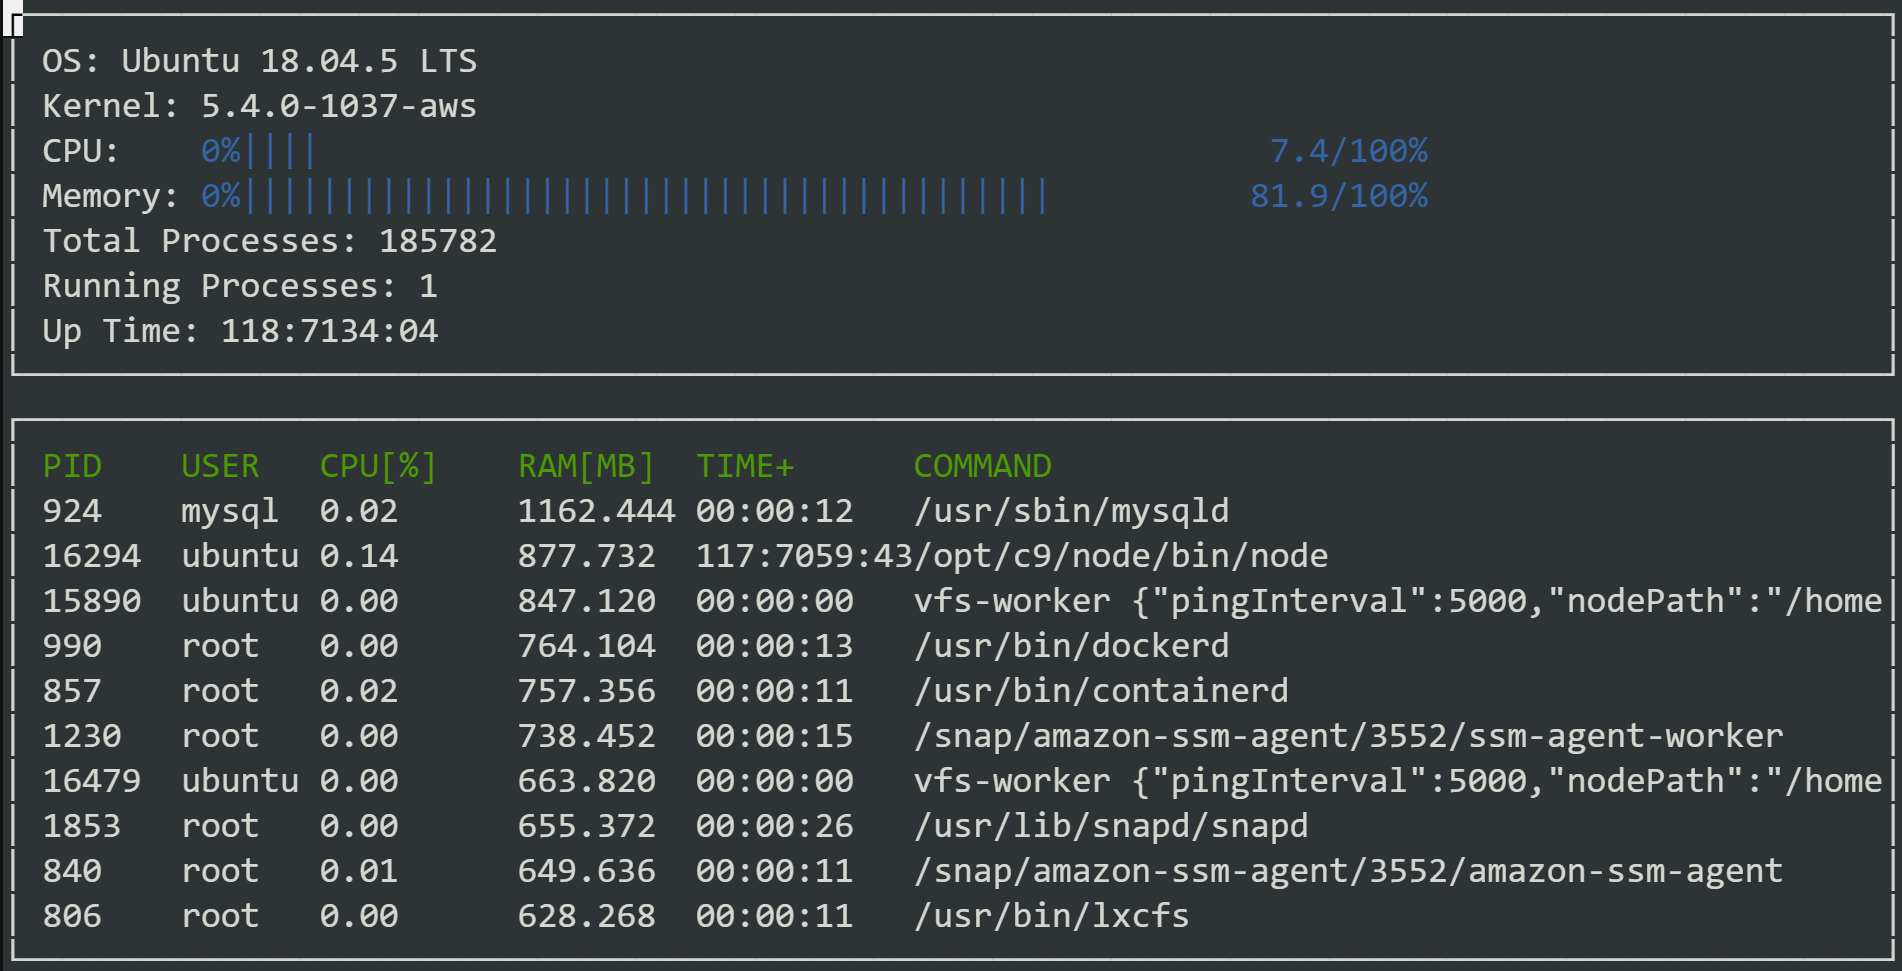 OS: Ubuntu 18.04.5 LTS
Kernel: 5.4.0-1037-aws
CPU: 0%|||| 7.4/100%
Memory: 0%||||||||||||||||||||||||||||||||||||||||| 81.9/100%
Total Processes: 185782
Running Processes: 1
Up Time: 118:7134:04
PID USER CPU[%] RAM[MB] TIME+ COMMAND
924 mysql 0.02 1162.444 00:00:12 /usr/sbin/mysqld
16294 ubuntu 0.14 877.732 117:7059:43/opt/c9/node/bin/node
15890 ubuntu 0.00 847.120 00:00:00 vfs-worker {"pingInterval":5000,"nodePath":"/home
990 root 0.00 764.104 00:00:13 /usr/bin/dockerd
857 root 0.02 757.356 00:00:11 /usr/bin/containerd
1230 root 0.00 738.452 00:00:15 /snap/amazon-ssm-agent/3552/ssm-agent-worker
16479 ubuntu 0.00 663.820 00:00:00 vfs-worker {"pingInterval":5000,"nodePath":"/home
1853 root 0.00 655.372 00:00:26 /usr/lib/snapd/snapd
840 root 0.01 649.636 00:00:11 /snap/amazon-ssm-agent/3552/amazon-ssm-agent
806 root 0.00 628.268 00:00:11 /usr/bin/lxcfs